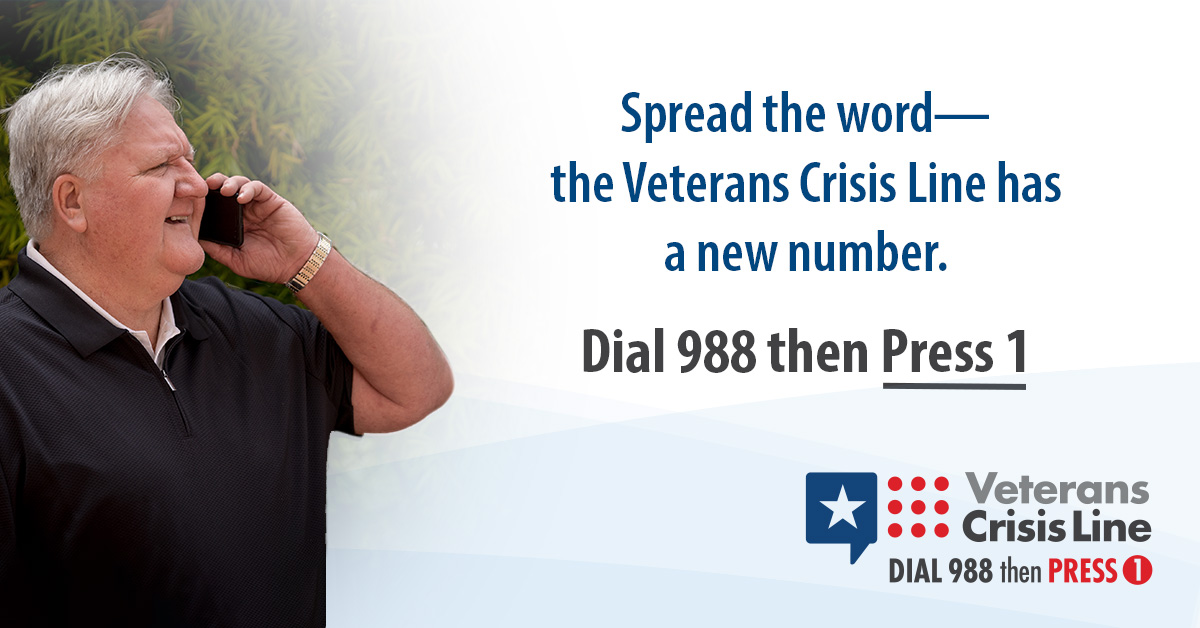 Spread the word—
the Veterans Crisis Line has
a new number.
Dial 988 then Press 1
Veterans
Crisis Line
DIAL 988 then PRESS 1